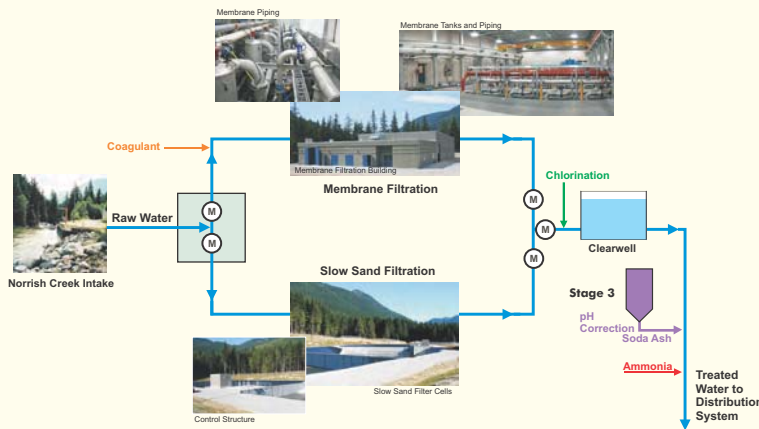 Membrane Piping
Membrane Tanks and Piping
Coagulant
Membrane Filtration Building
Membrane Filtration
Chlorination
M
M
M
M
M
Raw Water
Clearwell
Norrish Creek Intake
Slow Sand Filtration
Stage 3
pH
Correction
Soda Ash
Ammonia
Slow Sand Filter Cells
Control Structure
Treated
Water to
Distribution
System